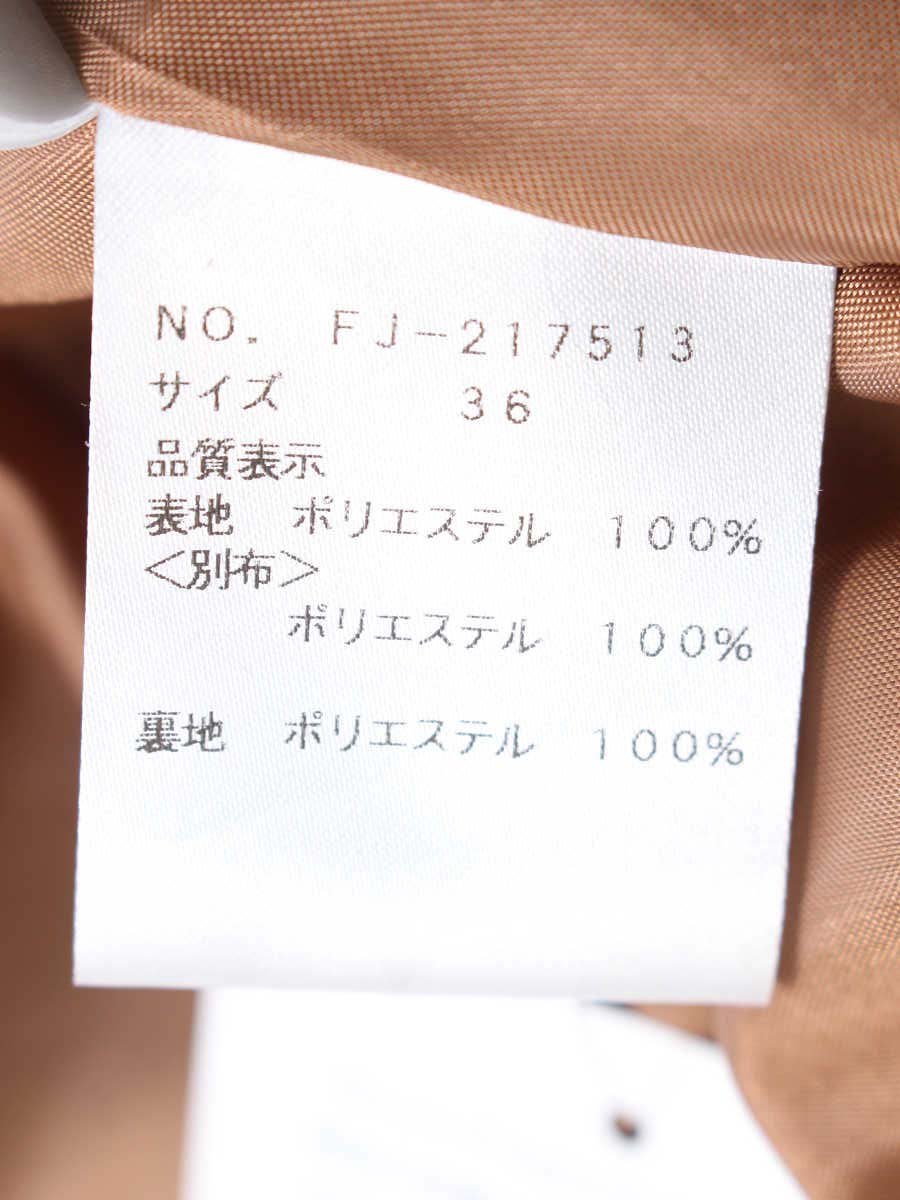 NO. FJ-217513
サイズ 36
品質表示
表地 ポリエステル 100%
<別布>
ポリエステル 100%
裏地 ポリエステル 100%